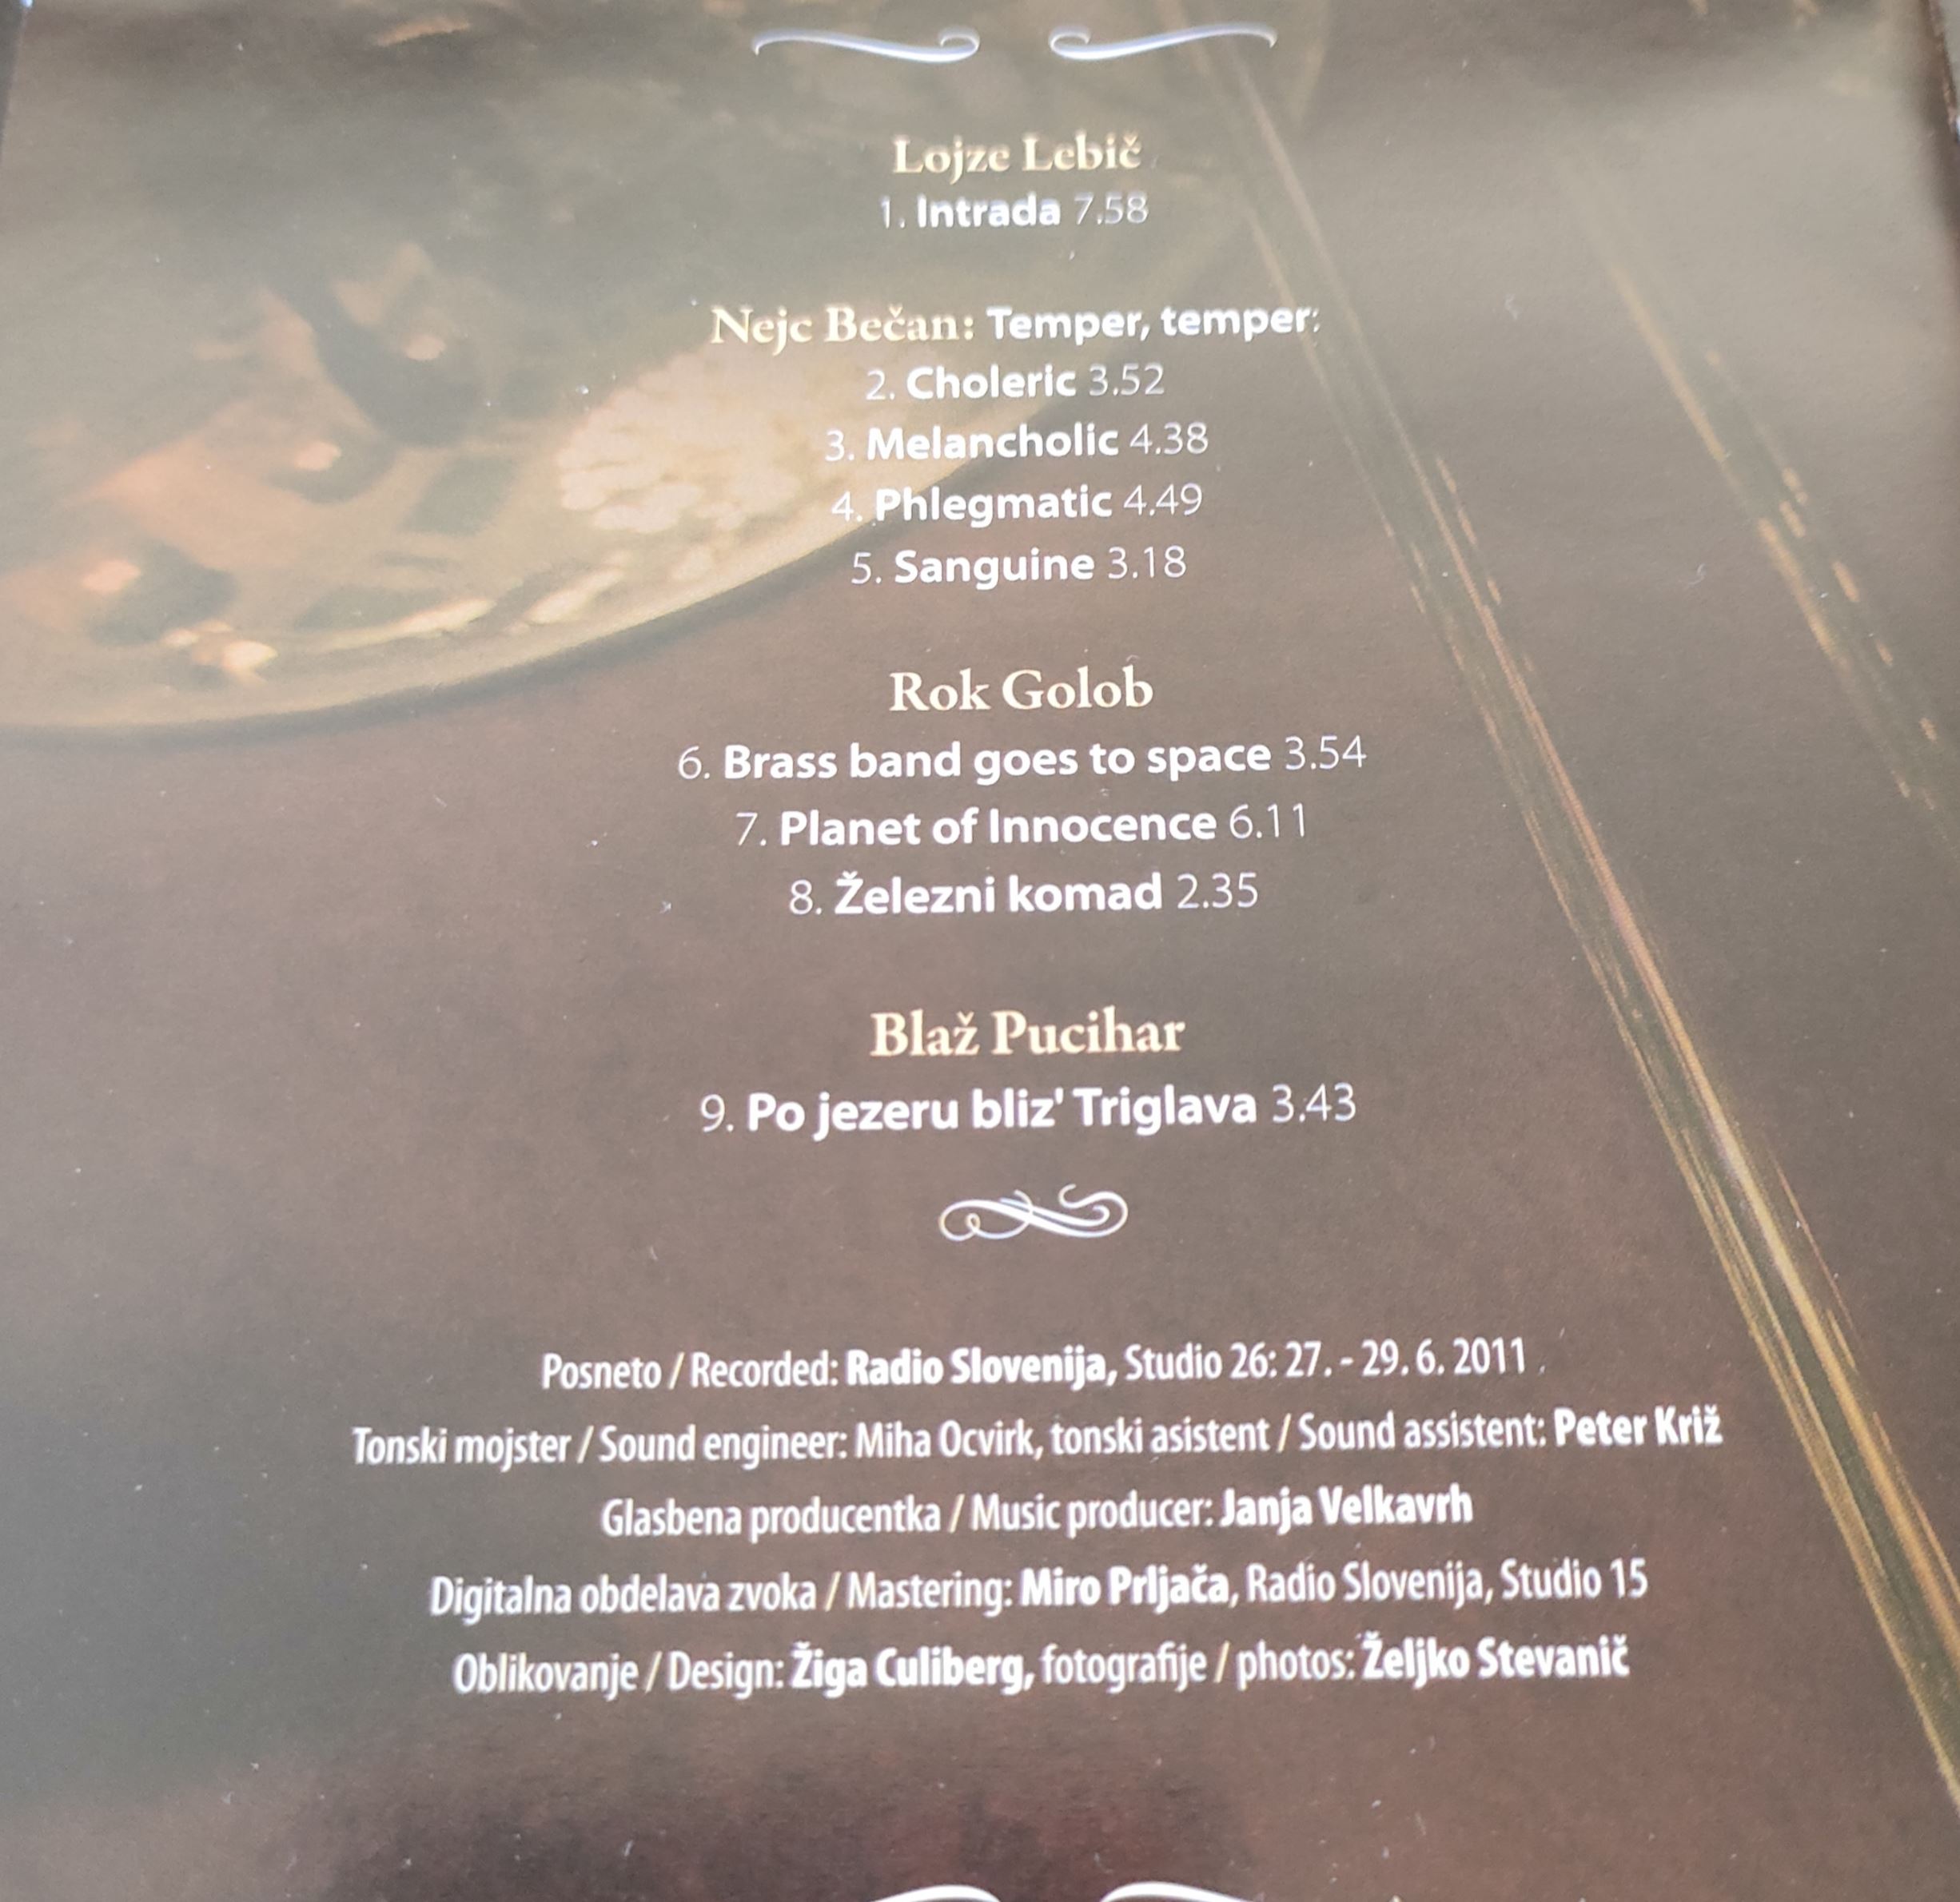 Lojze Lebič
1. Intrada 7.58
Nejc Bečan: Temper, temper:
2. Choleric 3.52
3. Melancholic 4.38
4. Phlegmatic 4.49
5. Sanguine 3.18
Rok Golob
6. Brass band goes to space 3.54
7. Planet of Innocence 6.11
8. Železni komad 2.35
Blaž Pucihar
9. Po jezeru bliz' Triglava 3.43
Posneto / Recorded: Radio Slovenija, Studio 26: 27. - 29. 6. 2011
Tonski mojster / Sound engineer: Miha Ocvirk, tonski asistent / Sound assistent: Peter Križ
Glasbena producentka / Music producer: Janja Velkavrh
Digitalna obdelava zvoka / Mastering: Miro Prljača, Radio Slovenija, Studio 15
Oblikovanje / Design: Žiga Culiberg, fotografije / photos: Željko Stevanič